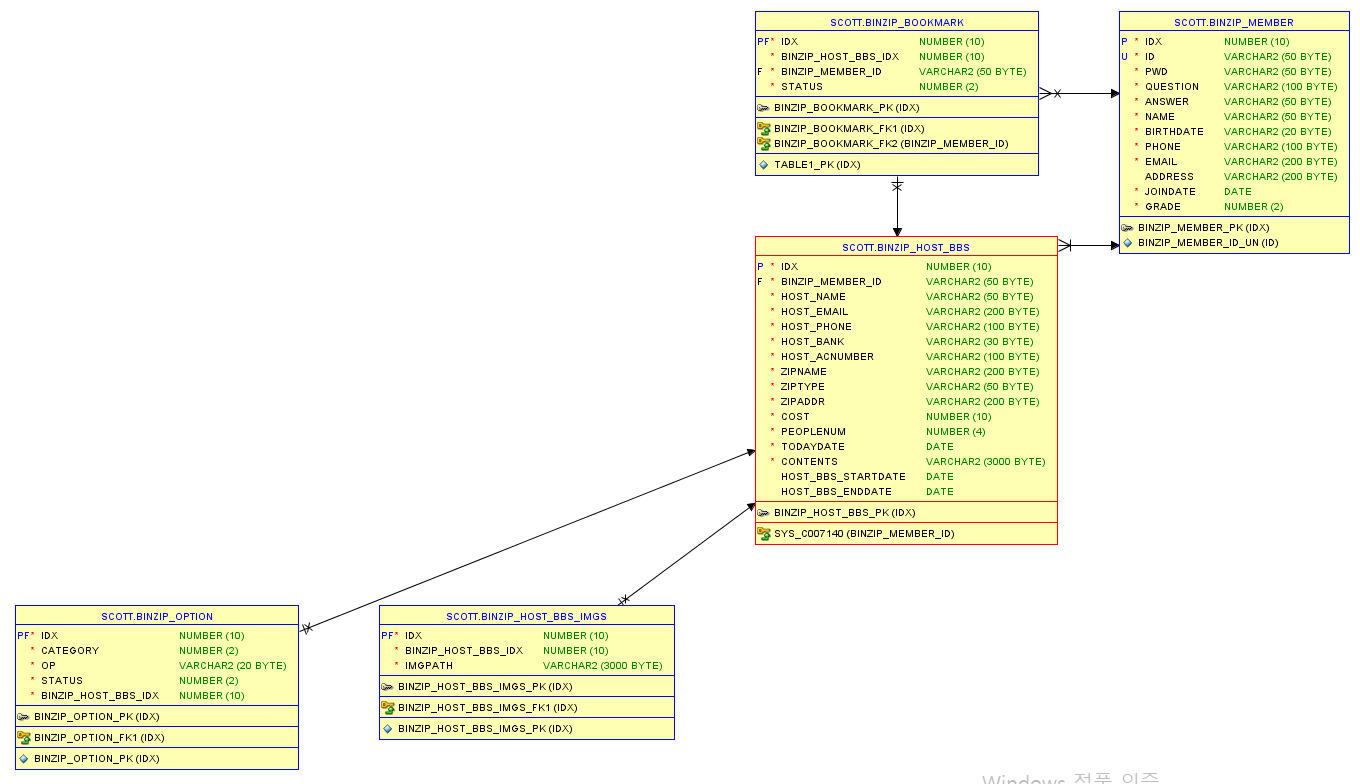 SCOTT.BINZIP_BOOKMARK
PF* IDX NUMBER (10)
* BINZIP_HOST_BBS_IDX NUMBER (10)
F * BINZIP_MEMBER_ID VARCHAR2 (50 BYTE)
* STATUS NUMBER (2)
BINZIP_BOOKMARK_PK (IDX)
BINZIP_BOOKMARK_FK1 (IDX)
BINZIP_BOOKMARK_FK2 (BINZIP_MEMBER_ID)
TABLE1_PK (IDX)
SCOTT.BINZIP_MEMBER
P * IDX NUMBER (10)
U * ID VARCHAR2 (50 BYTE)
* PWD VARCHAR2 (50 BYTE)
* QUESTION VARCHAR2 (100 BYTE)
* ANSWER VARCHAR2 (50 BYTE)
* NAME VARCHAR2 (50 BYTE)
* BIRTHDATE VARCHAR2 (20 BYTE)
* PHONE VARCHAR2 (100 BYTE)
* EMAIL VARCHAR2 (200 BYTE)
ADDRESS VARCHAR2 (200 BYTE)
* JOINDATE DATE
* GRADE NUMBER (2)
BINZIP_MEMBER_PK (IDX)
BINZIP_MEMBER_ID_UN (ID)
SCOTT.BINZIP_HOST_BBS
P * IDX NUMBER (10)
F * BINZIP_MEMBER_ID VARCHAR2 (50 BYTE)
* HOST_NAME VARCHAR2 (50 BYTE)
* HOST_EMAIL VARCHAR2 (200 BYTE)
* HOST_PHONE VARCHAR2 (100 BYTE)
* HOST_BANK VARCHAR2 (30 BYTE)
* HOST_ACNUMBER VARCHAR2 (100 BYTE)
* ZIPNAME VARCHAR2 (200 BYTE)
* ZIPTYPE VARCHAR2 (50 BYTE)
* ZIPADDR VARCHAR2 (200 BYTE)
* COST NUMBER (10)
* PEOPLENUM NUMBER (4)
* TODAYDATE DATE
* CONTENTS VARCHAR2 (3000 BYTE)
HOST_BBS_STARTDATE DATE
HOST_BBS_ENDDATE DATE
BINZIP_HOST_BBS_PK (IDX)
SYS_C007140 (BINZIP_MEMBER_ID)
SCOTT.BINZIP_OPTION
PF* IDX NUMBER (10)
* CATEGORY NUMBER (2)
* OP VARCHAR2 (20 BYTE)
* STATUS NUMBER (2)
* BINZIP_HOST_BBS_IDX NUMBER (10)
BINZIP_OPTION_PK (IDX)
BINZIP_OPTION_FK1 (IDX)
BINZIP_OPTION_PK (IDX)
SCOTT.BINZIP_HOST_BBS_IMGS
PF* IDX NUMBER (10)
* BINZIP_HOST_BBS_IDX NUMBER (10)
* IMGPATH VARCHAR2 (3000 BYTE)
BINZIP_HOST_BBS_IMGS_PK (IDX)
BINZIP_HOST_BBS_IMGS_FK1 (IDX)
BINZIP_HOST_BBS_IMGS_PK (IDX)
Windows 정품 인증